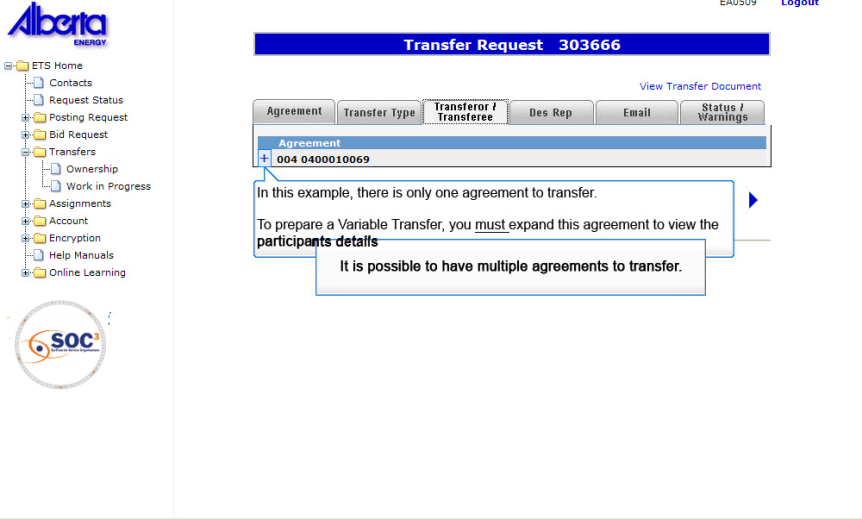 EA0509 Logout
Alberta
ENERGY
Transfer Request 303666
ETS Home
Contacts
Request Status
Posting Request
Bid Request
Transfers
Ownership
Work in Progress
Assignments
Account
Encryption
Help Manuals
Online Learning
View Transfer Document
Agreement
Transfer Type
Transferor /
Transferee
Des Rep
Email
Status /
Warnings
Agreement
+ 004 0400010069
In this example, there is only one agreement to transfer.
To prepare a Variable Transfer, you must expand this agreement to view the
participants details
It is possible to have multiple agreements to transfer.
SOC3